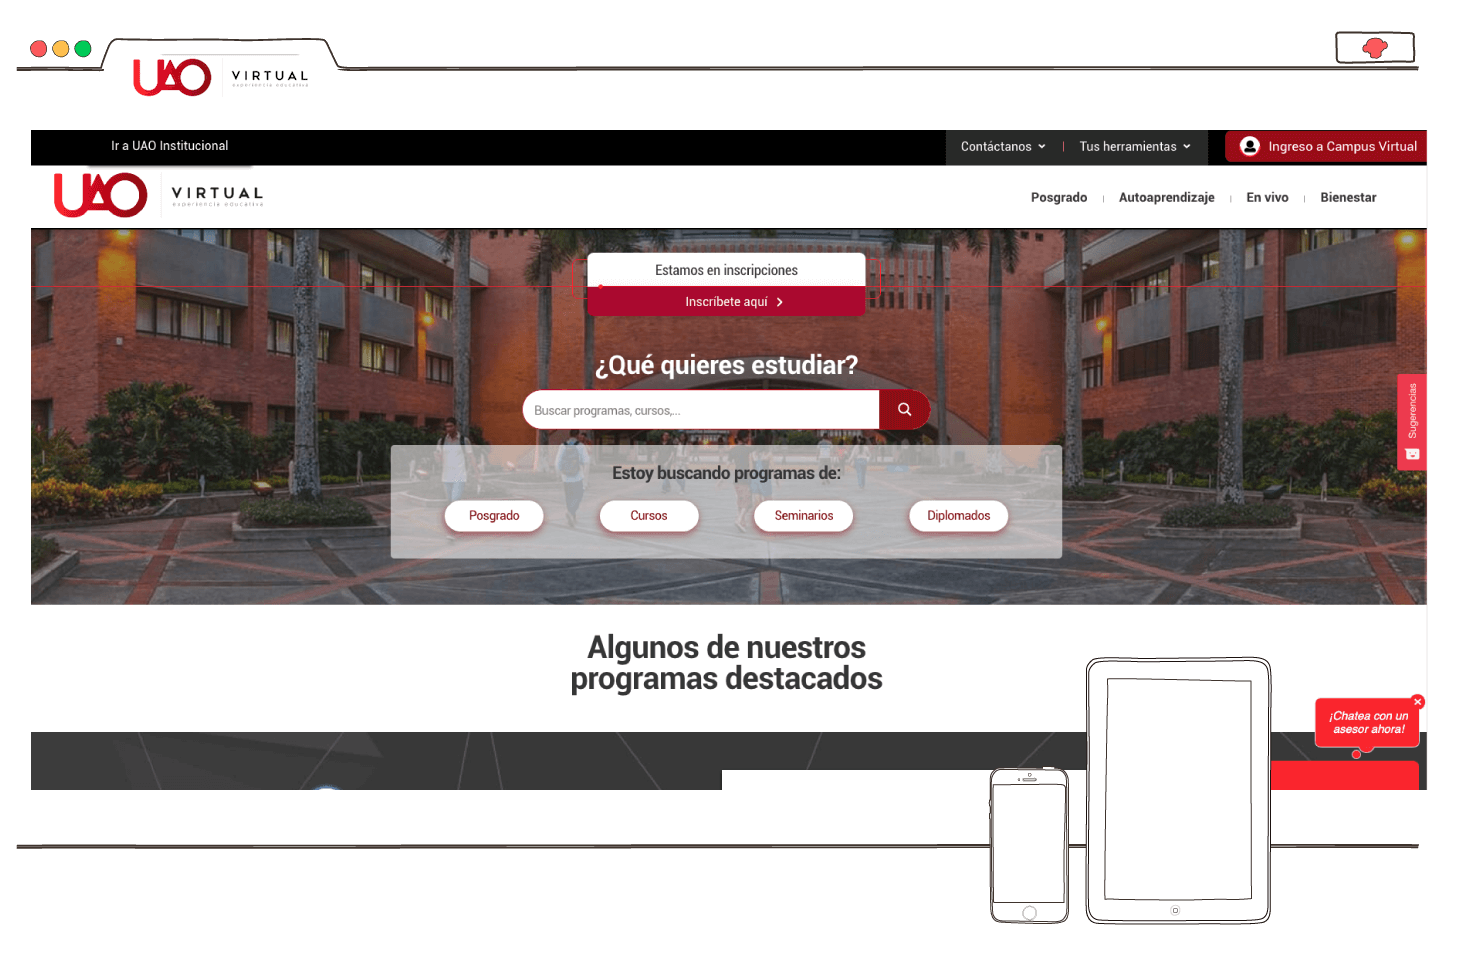 UAO VIRTUAL
experiencia educativa
Ir a UAO Institucional
Contáctanos
Tus herramientas
Ingreso a Campus Virtual
UAO VIRTUAL
experiencia educativa
Posgrado
Autoaprendizaje
En vivo
Bienestar
Estamos en inscripciones
Inscríbete aquí
¿Qué quieres estudiar?
Buscar programas, cursos,...
Sugerencias
Estoy buscando programas de:
Posgrado
Cursos
Seminarios
Diplomados
Algunos de nuestros
programas destacados
¡Chatea con un
asesor ahora!